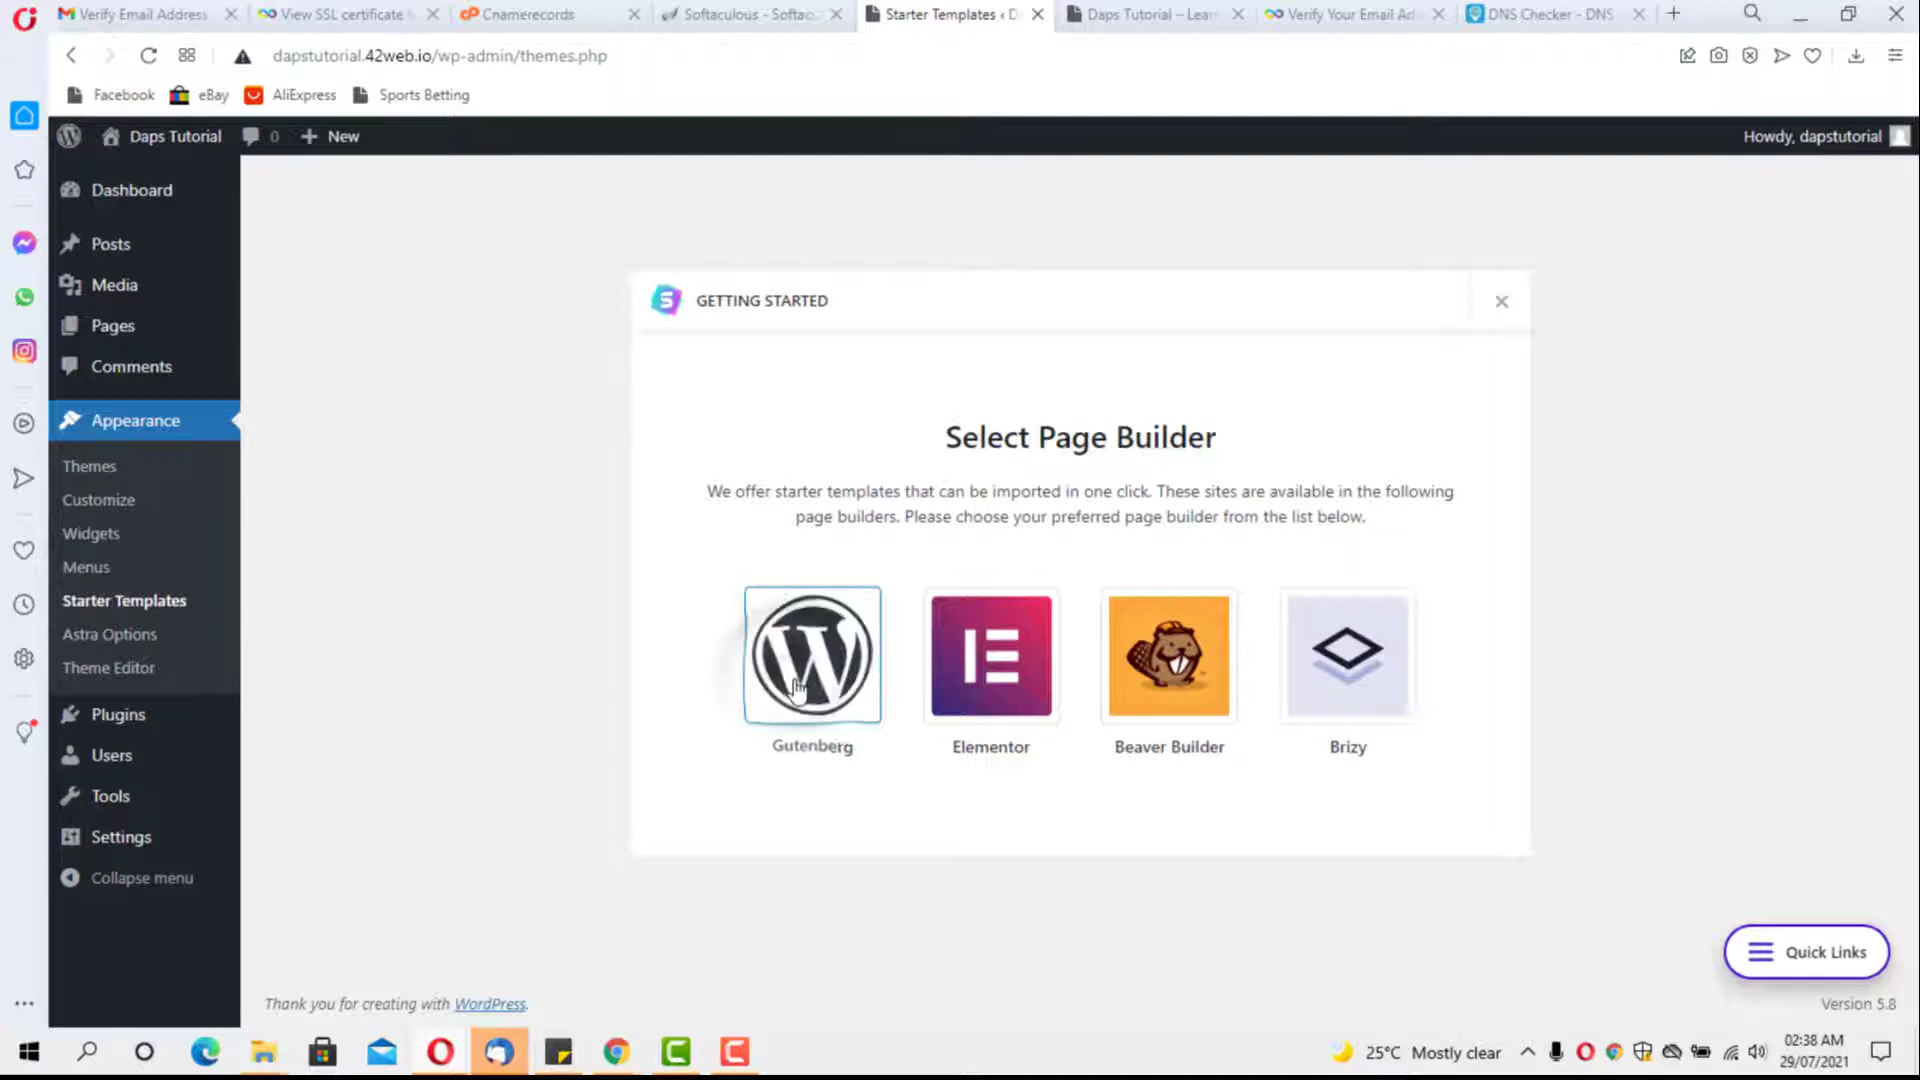 Verify Email Address
View SSL certificate
Cnamerecords
Softaculous - Softac
Starter Templates ‹ D
Daps Tutorial – Lear
Verify Your Email Ad
DNS Checker - DNS
dapstutorial.42web.io/wp-admin/themes.php
Facebook
eBay
AliExpress
Sports Betting
Daps Tutorial
0
New
Howdy, dapstutorial
Dashboard
Posts
Media
Pages
Comments
Appearance
Themes
Customize
Widgets
Menus
Starter Templates
Astra Options
Theme Editor
Plugins
Users
Tools
Settings
Collapse menu
GETTING STARTED
Select Page Builder
We offer starter templates that can be imported in one click. These sites are available in the following
page builders. Please choose your preferred page builder from the list below.
Gutenberg
Elementor
Beaver Builder
Brizy
Quick Links
Thank you for creating with WordPress.
Version 5.8
25°C Mostly clear
02:38 AM
29/07/2021